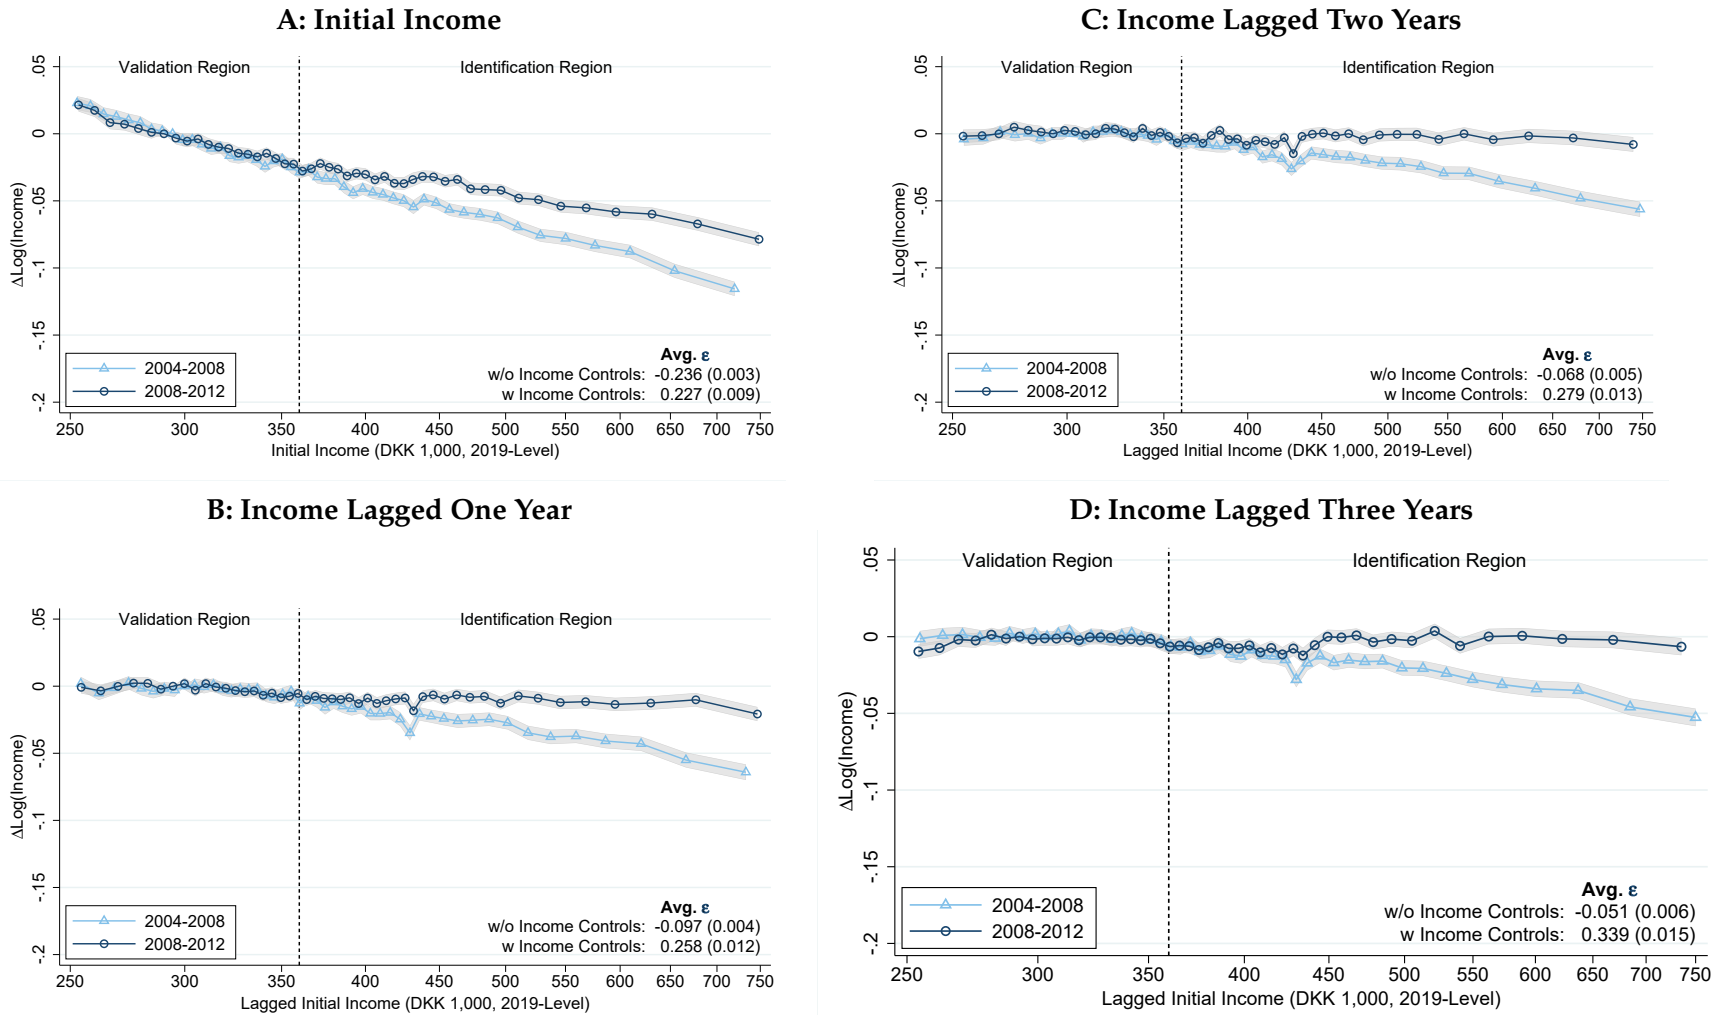 A: Initial Income
Validation Region
Identification Region
ΔLog(Income)
.05
0
-.05
-.1
-.15
-.2
2004-2008
2008-2012
Avg. ε
w/o Income Controls: -0.236 (0.003)
w Income Controls: 0.227 (0.009)
250 300 350 400 450 500 550 600 650 700 750
Initial Income (DKK 1,000, 2019-Level)
C: Income Lagged Two Years
Validation Region
Identification Region
ΔLog(Income)
.05
0
-.05
-.1
-.15
-.2
2004-2008
2008-2012
Avg. ε
w/o Income Controls: -0.068 (0.005)
w Income Controls: 0.279 (0.013)
250 300 350 400 450 500 550 600 650 700 750
Lagged Initial Income (DKK 1,000, 2019-Level)
B: Income Lagged One Year
Validation Region
Identification Region
ΔLog(Income)
.05
0
-.05
-.1
-.15
-.2
2004-2008
2008-2012
Avg. ε
w/o Income Controls: -0.097 (0.004)
w Income Controls: 0.258 (0.012)
250 300 350 400 450 500 550 600 650 700 750
Lagged Initial Income (DKK 1,000, 2019-Level)
D: Income Lagged Three Years
Validation Region
Identification Region
ΔLog(Income)
.05
0
-.05
-.1
-.15
-.2
2004-2008
2008-2012
Avg. ε
w/o Income Controls: -0.051 (0.006)
w Income Controls: 0.339 (0.015)
250 300 350 400 450 500 550 600 650 700 750
Lagged Initial Income (DKK 1,000, 2019-Level)